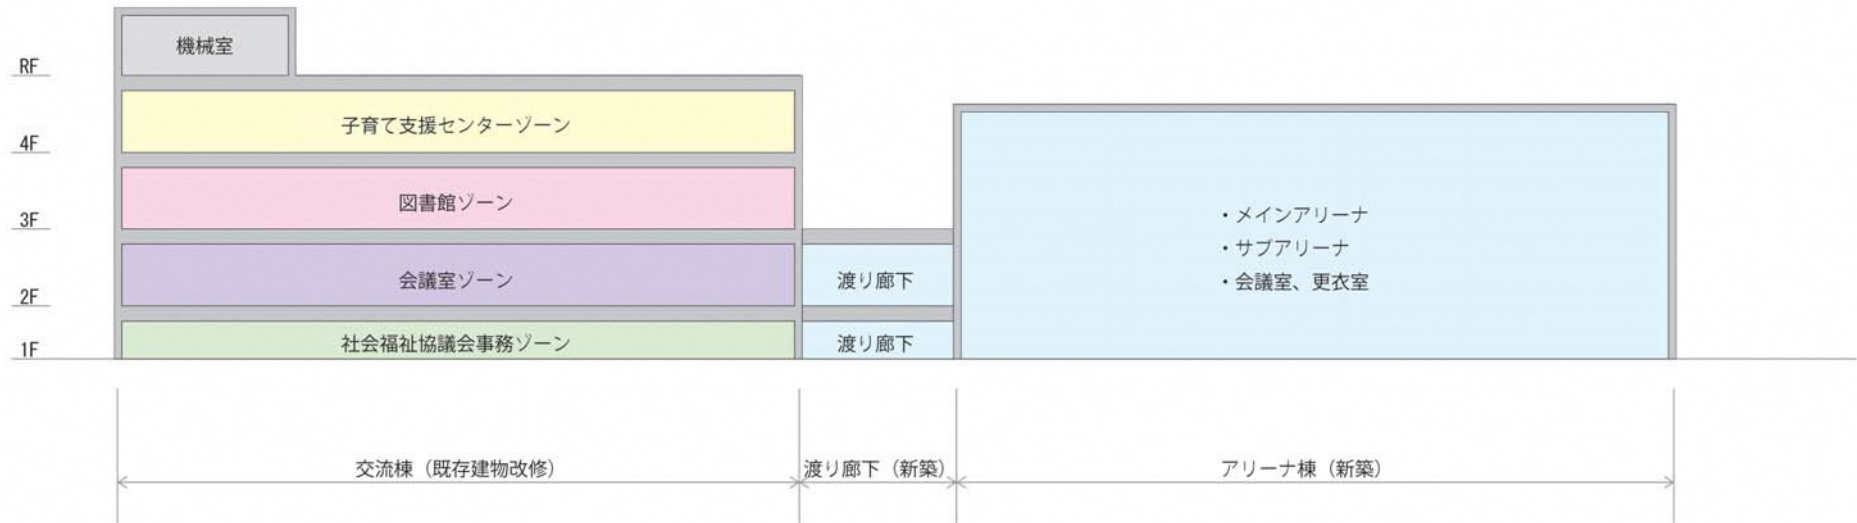 機械室
RF
子育て支援センターゾーン
4F
図書館ゾーン
3F
・メインアリーナ
・サブアリーナ
・会議室、更衣室
会議室ゾーン
渡り廊下
2F
社会福祉協議会事務ゾーン
渡り廊下
1F
交流棟（既存建物改修）
渡り廊下（新築）
アリーナ棟（新築）